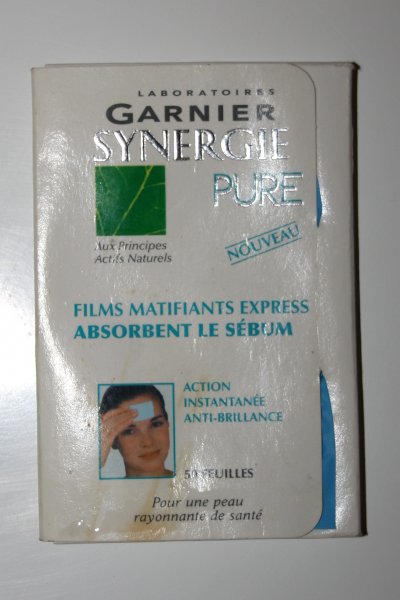 LABORATOIRES
GARNIER
SYNERGIE
PURE
NOUVEAU
Aux Principes
Actifs Naturels
FILMS MATIFIANTS EXPRESS
ABSORBENT LE SÉBUM
ACTION
INSTANTANÉE
ANTI-BRILLANCE
50 FEUILLES
Pour une peau
rayonnante de santé